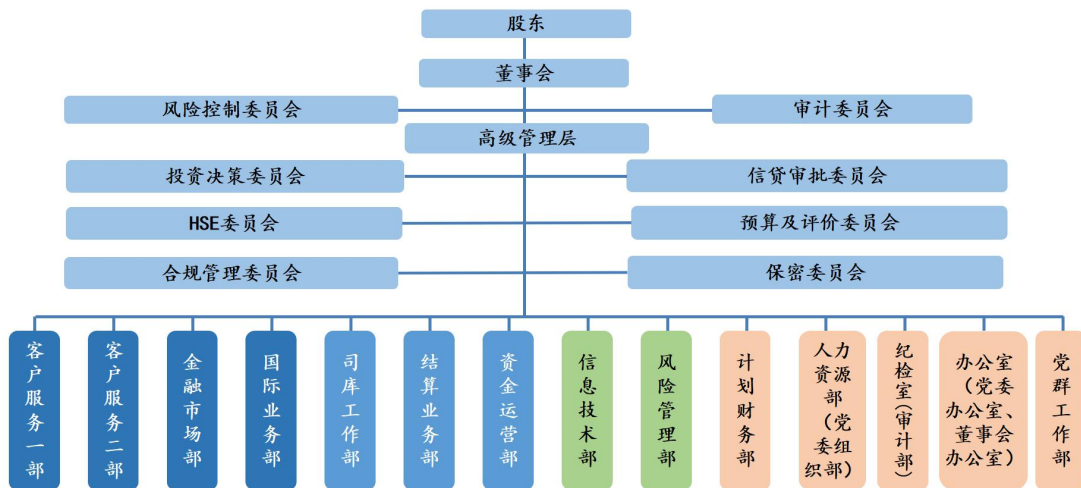 股东
董事会
风险控制委员会
审计委员会
高级管理层
投资决策委员会
信贷审批委员会
HSE委员会
预算及评价委员会
合规管理委员会
保密委员会
客户服务一部
客户服务二部
金融市场部
国际业务部
司库工作部
结算业务部
资金运营部
信息技术部
风险管理部
计划财务部
人力
资源
部(党
委组
织部)
纪检室(审计部)
办公室
(党委
办公室、
董事会
办公室)
党群工作部